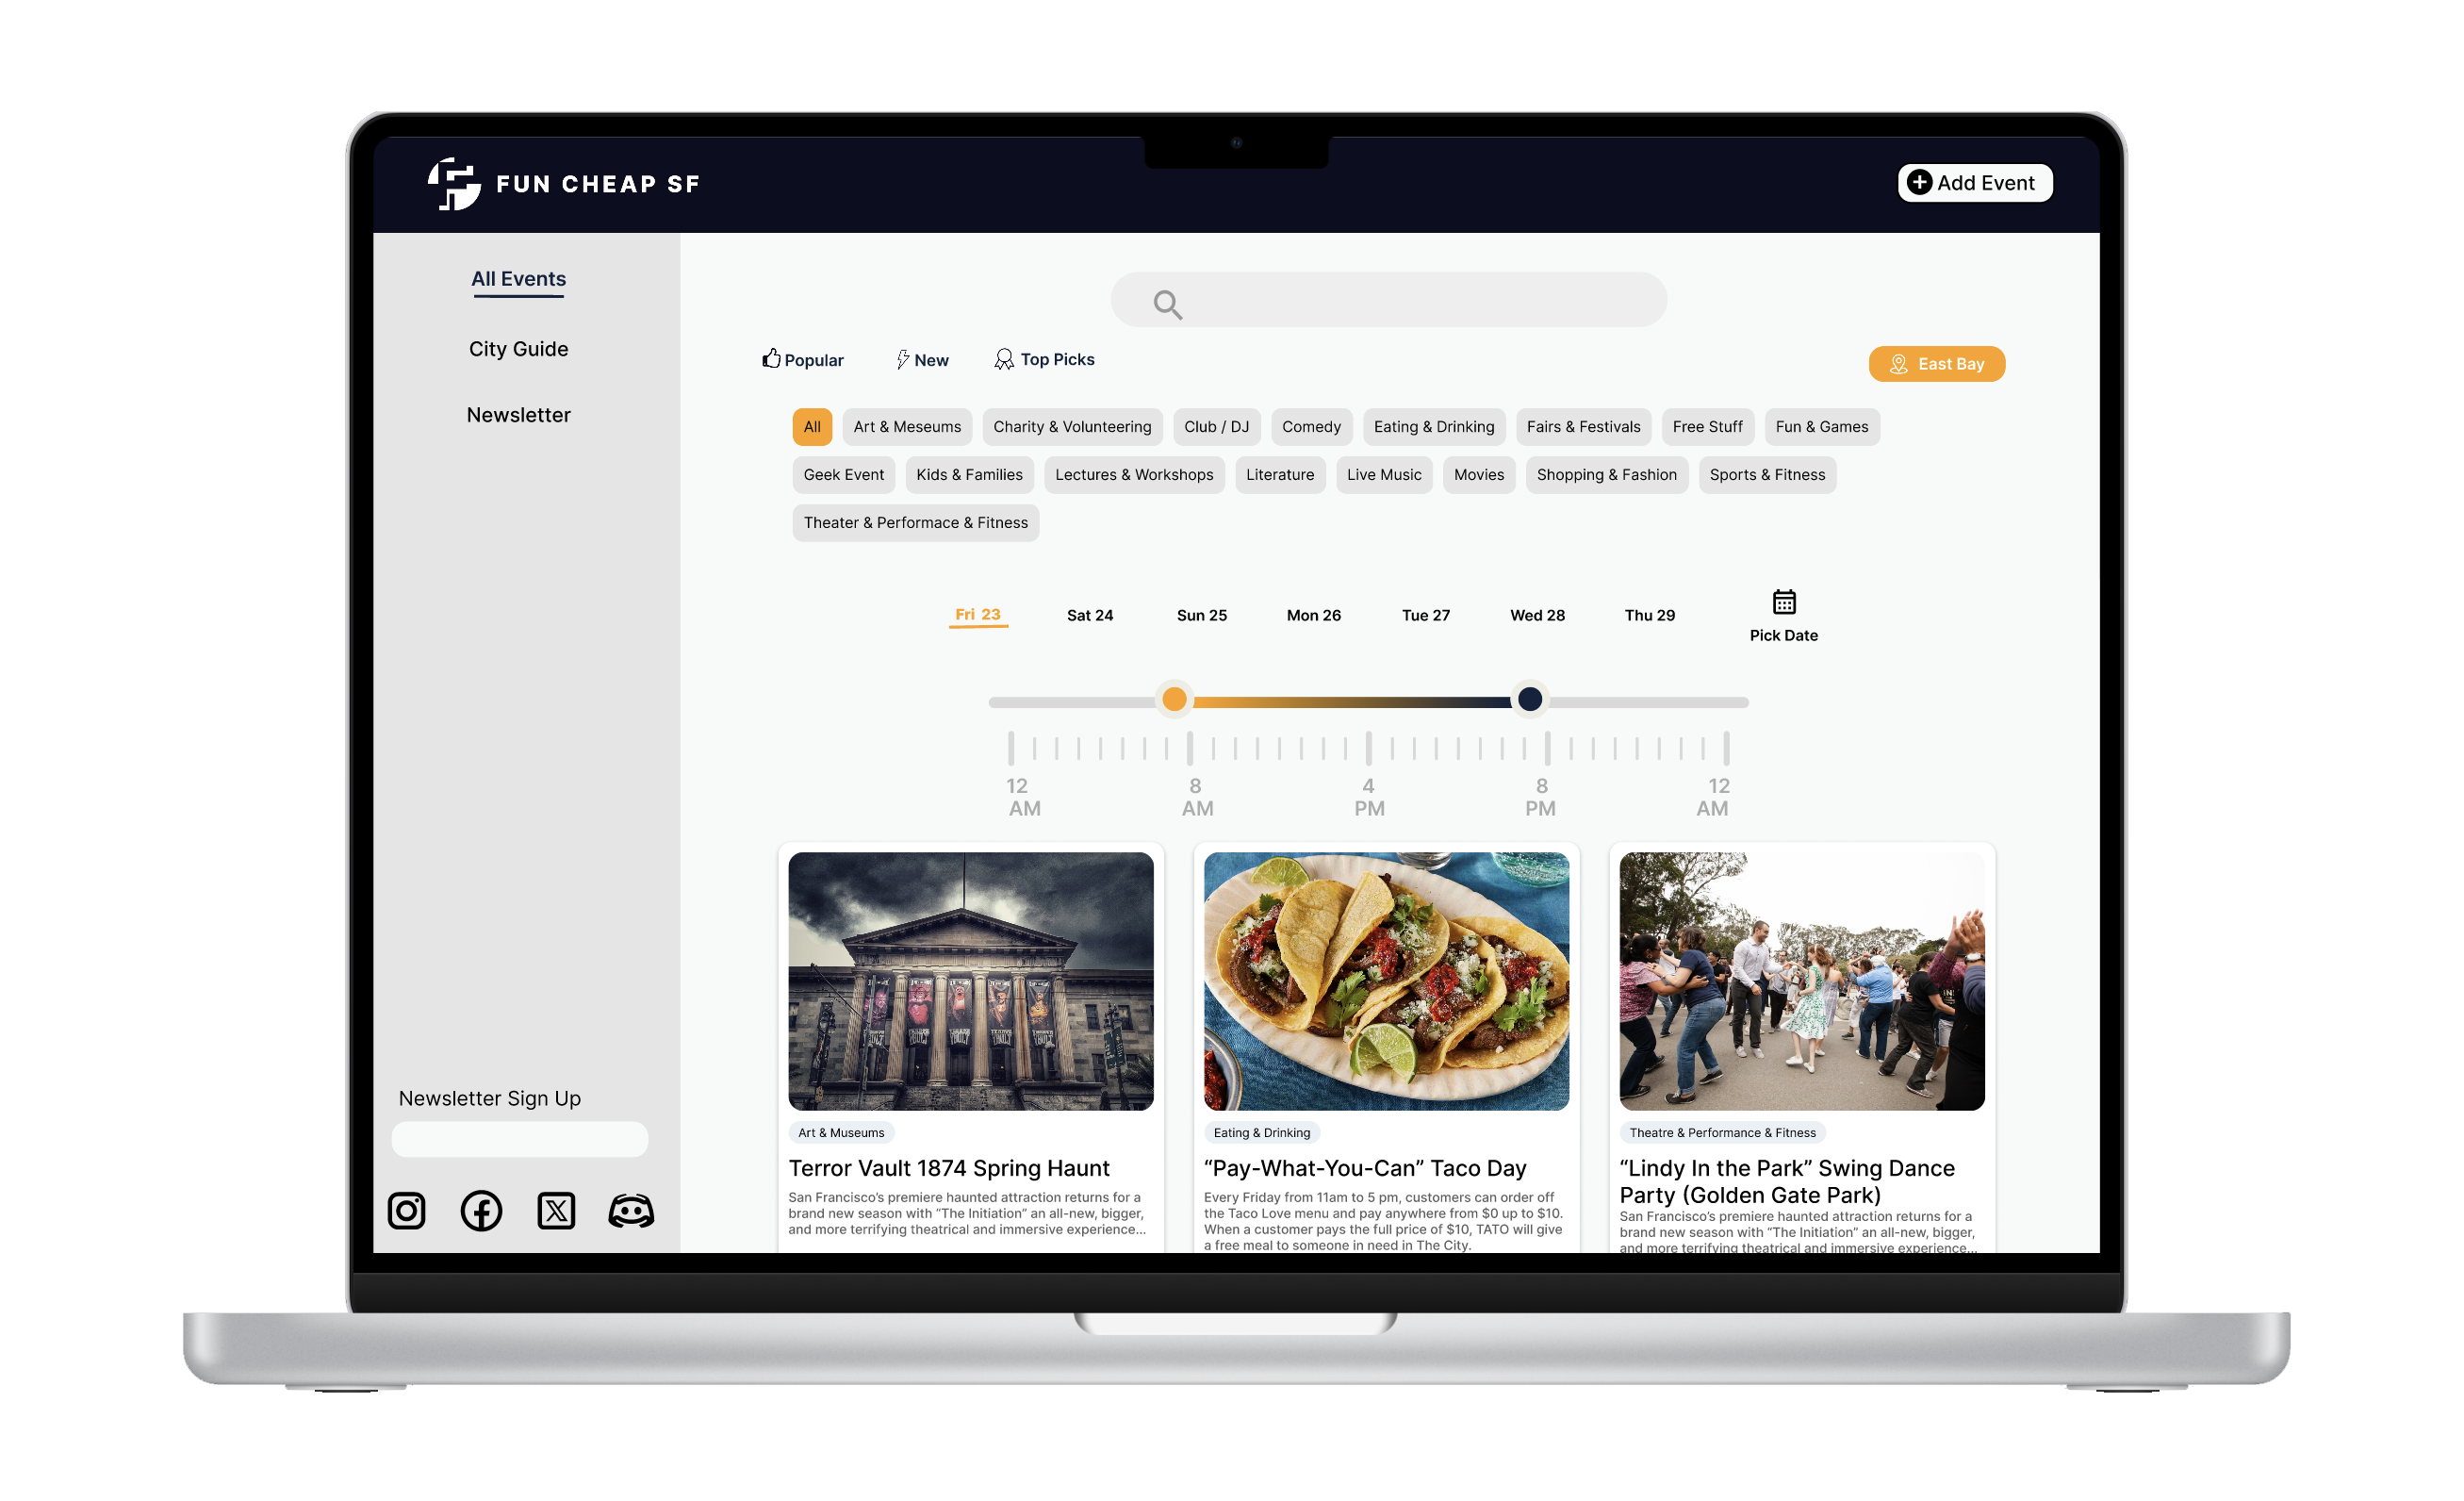 FUN CHEAP SF
Add Event
All Events
City Guide
Newsletter
Popular
New
Top Picks
East Bay
All Art & Meseums Charity & Volunteering Club / DJ Comedy Eating & Drinking Fairs & Festivals Free Stuff Fun & Games
Geek Event Kids & Families Lectures & Workshops Literature Live Music Movies Shopping & Fashion Sports & Fitness
Theater & Performace & Fitness
Fri 23 Sat 24 Sun 25 Mon 26 Tue 27 Wed 28 Thu 29
Pick Date
12 8 4 8 12
AM AM PM PM AM
Art & Museums
Terror Vault 1874 Spring Haunt
San Francisco’s premiere haunted attraction returns for a
brand new season with “The Initiation” an all-new, bigger,
and more terrifying theatrical and immersive experience...
Eating & Drinking
“Pay-What-You-Can” Taco Day
Every Friday from 11am to 5 pm, customers can order off
the Taco Love menu and pay anywhere from $0 up to $10.
When a customer pays the full price of $10, TATO will give
a free meal to someone in need in The City.
Theatre & Performance & Fitness
“Lindy In the Park” Swing Dance
Party (Golden Gate Park)
San Francisco’s premiere haunted attraction returns for a
brand new season with “The Initiation” an all-new, bigger,
and more terrifying theatrical and immersive experience...
Newsletter Sign Up